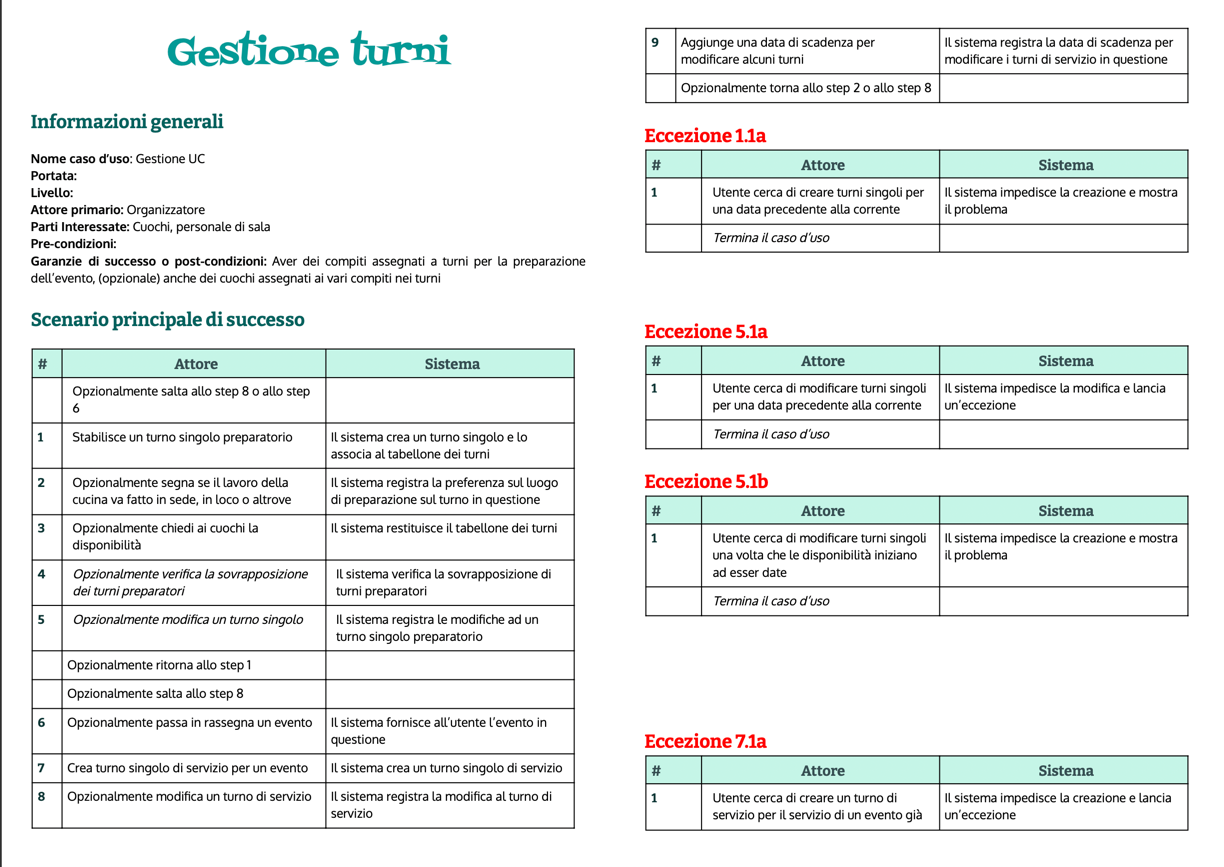 Gestione turni
Informazioni generali
Nome caso d'uso: Gestione UC
Portata:
Livello:
Attore primario: Organizzatore
Parti Interessate: Cuochi, personale di sala
Pre-condizioni:
Garanzie di successo o post-condizioni: Aver dei compiti assegnati a turni per la preparazione
dell'evento, (opzionale) anche dei cuochi assegnati ai vari compiti nei turni
Scenario principale di successo
# Attore Sistema
Opzionalmente salta allo step 8 o allo step
6
1 Stabilisce un turno singolo preparatorio Il sistema crea un turno singolo e lo
associa al tabellone dei turni
2 Opzionalmente segna se il lavoro della Il sistema registra la preferenza sul luogo
cucina va fatto in sede, in loco o altrove di preparazione sul turno in questione
3 Opzionalmente chiedi ai cuochi la Il sistema restituisce il tabellone dei turni
disponibilità
4 Opzionalmente verifica la sovrapposizione Il sistema verifica la sovrapposizione di
dei turni preparatori turni preparatori
5 Opzionalmente modifica un turno singolo Il sistema registra le modifiche ad un
turno singolo preparatorio
Opzionalmente ritorna allo step 1
Opzionalmente salta allo step 8
6 Opzionalmente passa in rassegna un evento Il sistema fornisce all'utente l'evento in
questione
7 Crea turno singolo di servizio per un evento Il sistema crea un turno singolo di servizio
8 Opzionalmente modifica un turno di servizio Il sistema registra la modifica al turno di
servizio
9 Aggiunge una data di scadenza per Il sistema registra la data di scadenza per
modificare alcuni turni modificare i turni di servizio in questione
Opzionalmente torna allo step 2 o allo step 8
Eccezione 1.1a
# Attore Sistema
1 Utente cerca di creare turni singoli per Il sistema impedisce la creazione e mostra
una data precedente alla corrente il problema
Termina il caso d'uso
Eccezione 5.1a
# Attore Sistema
1 Utente cerca di modificare turni singoli Il sistema impedisce la modifica e lancia
per una data precedente alla corrente un'eccezione
Termina il caso d'uso
Eccezione 5.1b
# Attore Sistema
1 Utente cerca di modificare turni singoli Il sistema impedisce la creazione e mostra
una volta che le disponibilità iniziano il problema
ad esser date
Termina il caso d'uso
Eccezione 7.1a
# Attore Sistema
1 Utente cerca di creare un turno di Il sistema impedisce la creazione e lancia
servizio per il servizio di un evento già un'eccezione